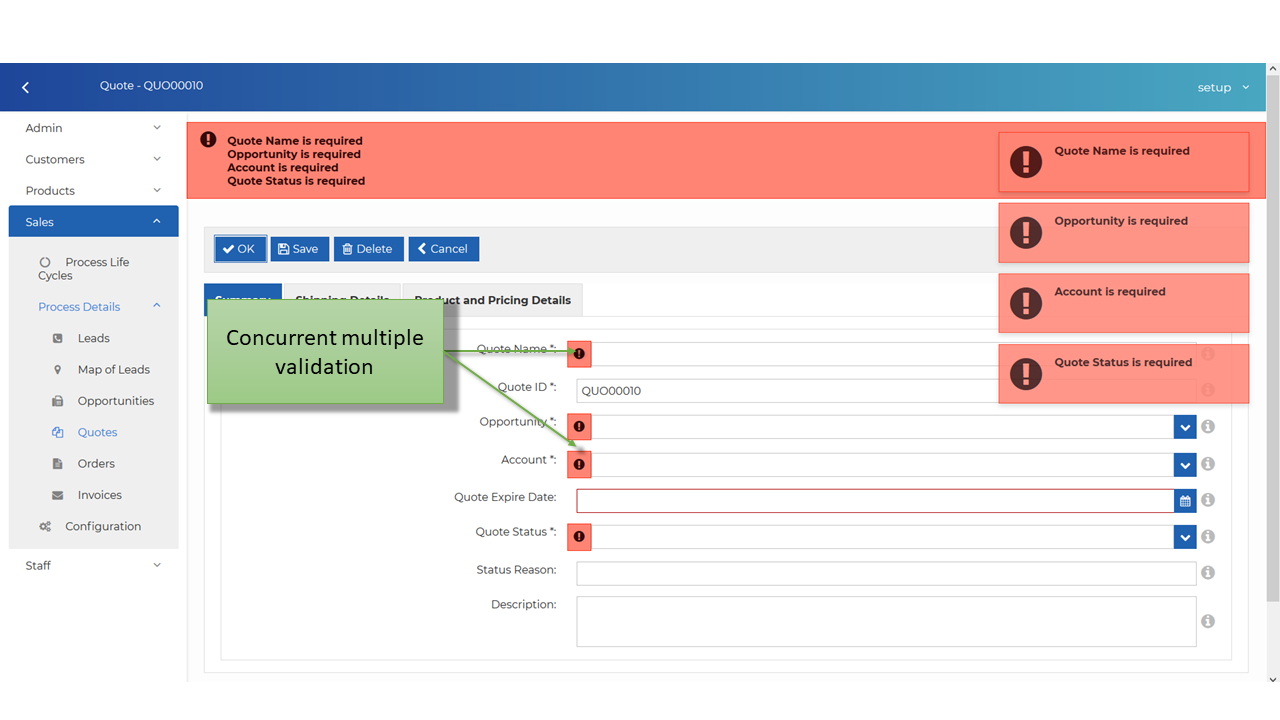 Quote - QUO00010
setup
Admin
Customers
Products
Sales
Process Life
Cycles
Process Details
Leads
Map of Leads
Opportunities
Quotes
Orders
Invoices
Configuration
Staff
Quote Name is required
Opportunity is required
Account is required
Quote Status is required
Quote Name is required
Opportunity is required
Account is required
Quote Status is required
OK
Save
Delete
Cancel
Summary
Shipping Details
Product and Pricing Details
Concurrent multiple
validation
Quote Name *:
Quote ID *:
QUO00010
Opportunity *:
Account *:
Quote Expire Date:
Quote Status *:
Status Reason:
Description: